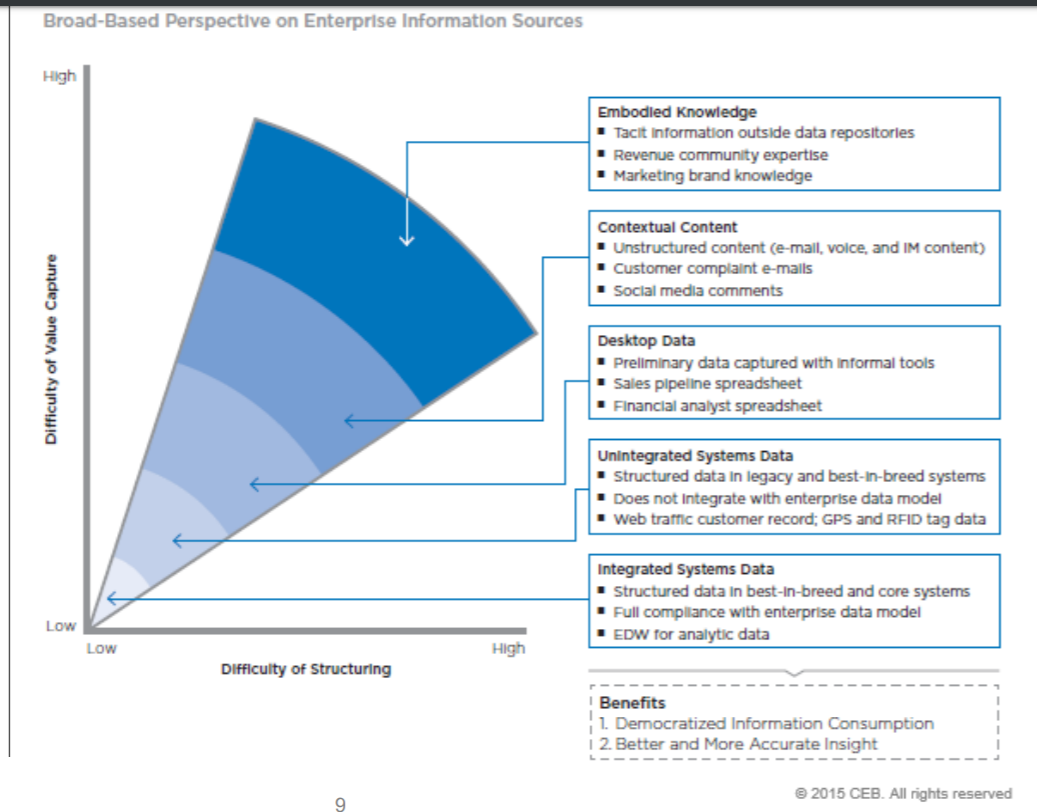 Broad-Based Perspective on Enterprise Information Sources
High
Difficulty of Value Capture
Low
Low
High
Difficulty of Structuring
Embodied Knowledge
■ Tacit information outside data repositories
■ Revenue community expertise
■ Marketing brand knowledge
Contextual Content
■ Unstructured content (e-mail, voice, and IM content)
■ Customer complaint e-mails
■ Social media comments
Desktop Data
■ Preliminary data captured with informal tools
■ Sales pipeline spreadsheet
■ Financial analyst spreadsheet
Unintegrated Systems Data
■ Structured data in legacy and best-in-breed systems
■ Does not integrate with enterprise data model
■ Web traffic customer record; GPS and RFID tag data
Integrated Systems Data
■ Structured data in best-in-breed and core systems
■ Full compliance with enterprise data model
■ EDW for analytic data
Benefits
1. Democratized Information Consumption
2. Better and More Accurate Insight
9
© 2015 CEB. All rights reserved